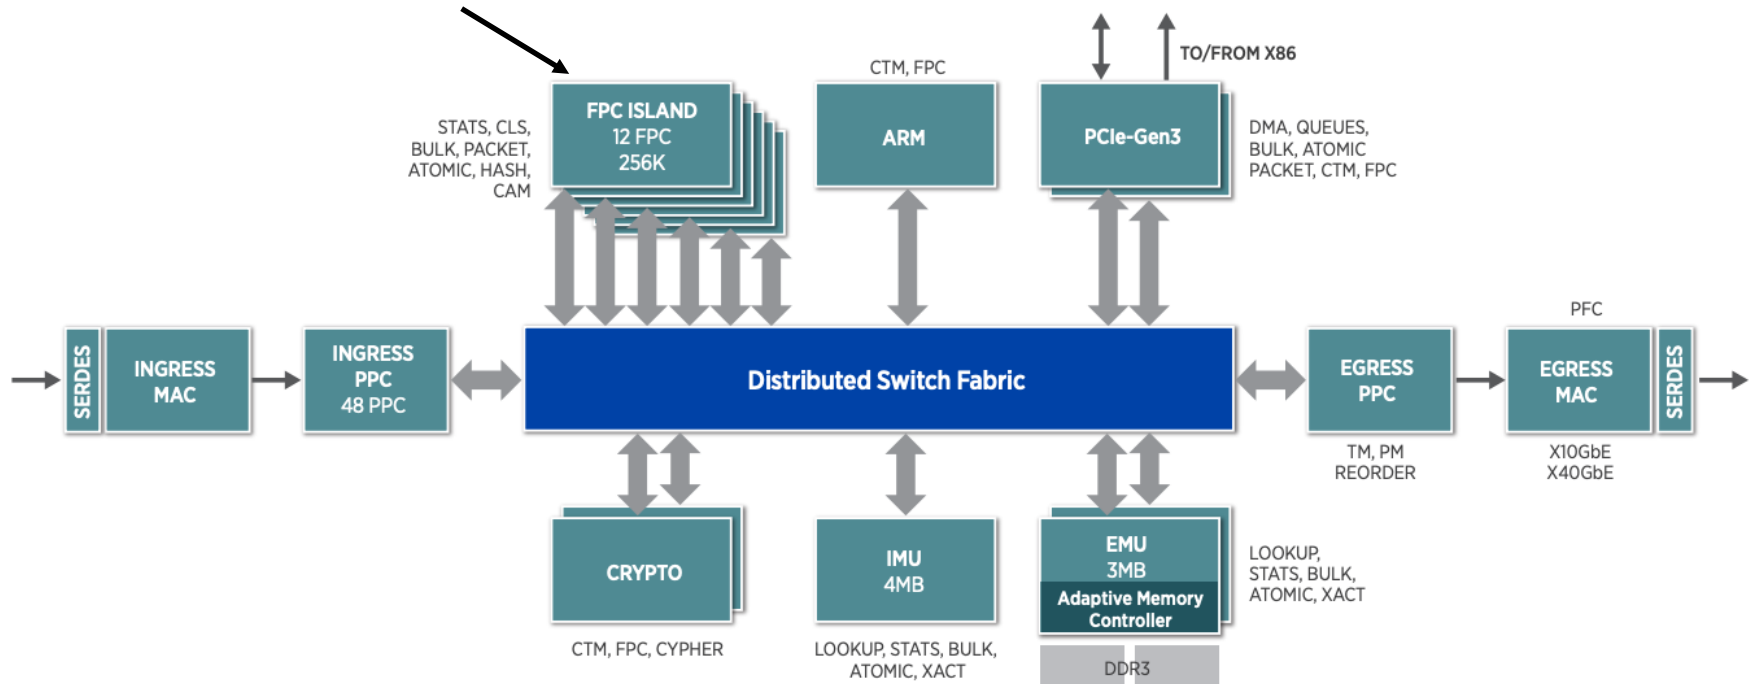 TO/FROM X86
CTM, FPC
STATS, CLS,
BULK, PACKET,
ATOMIC, HASH,
CAM
FPC ISLAND
12 FPC
256K
ARM
PCIe-Gen3
DMA, QUEUES,
BULK, ATOMIC
PACKET, CTM, FPC
SERDES
INGRESS
MAC
INGRESS
PPC
48 PPC
Distributed Switch Fabric
EGRESS
PPC
TM, PM
REORDER
PFC
EGRESS
MAC
X10GbE
X40GbE
SERDES
CRYPTO
CTM, FPC, CYPHER
IMU
4MB
LOOKUP, STATS, BULK,
ATOMIC, XACT
EMU
3MB
Adaptive Memory
Controller
DDR3
LOOKUP,
STATS, BULK,
ATOMIC, XACT